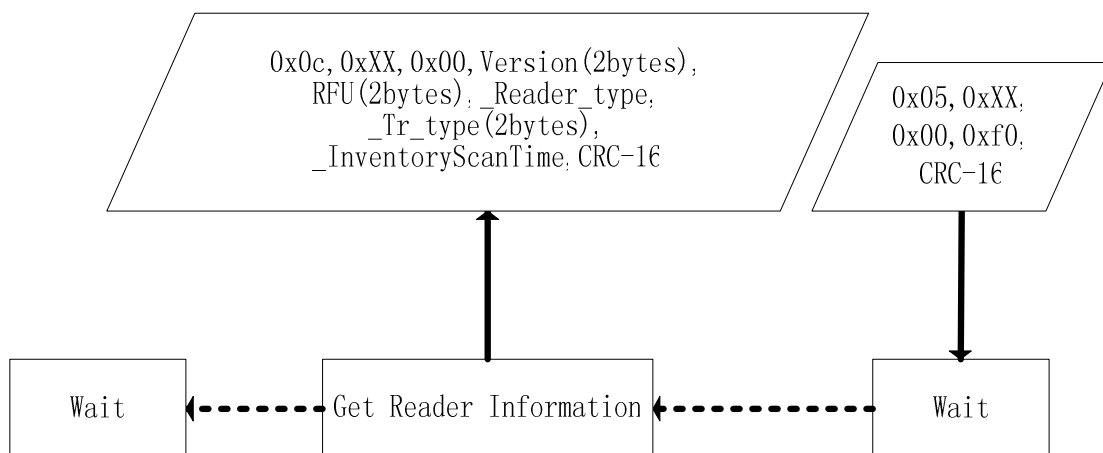 0x0c, 0xXX, 0x00, Version(2bytes),
RFU(2bytes), _Reader_type,
_Tr_type(2bytes),
_InventoryScanTime, CRC-16
0x05, 0xXX,
0x00, 0xf0,
CRC-16
Wait
Get Reader Information
Wait